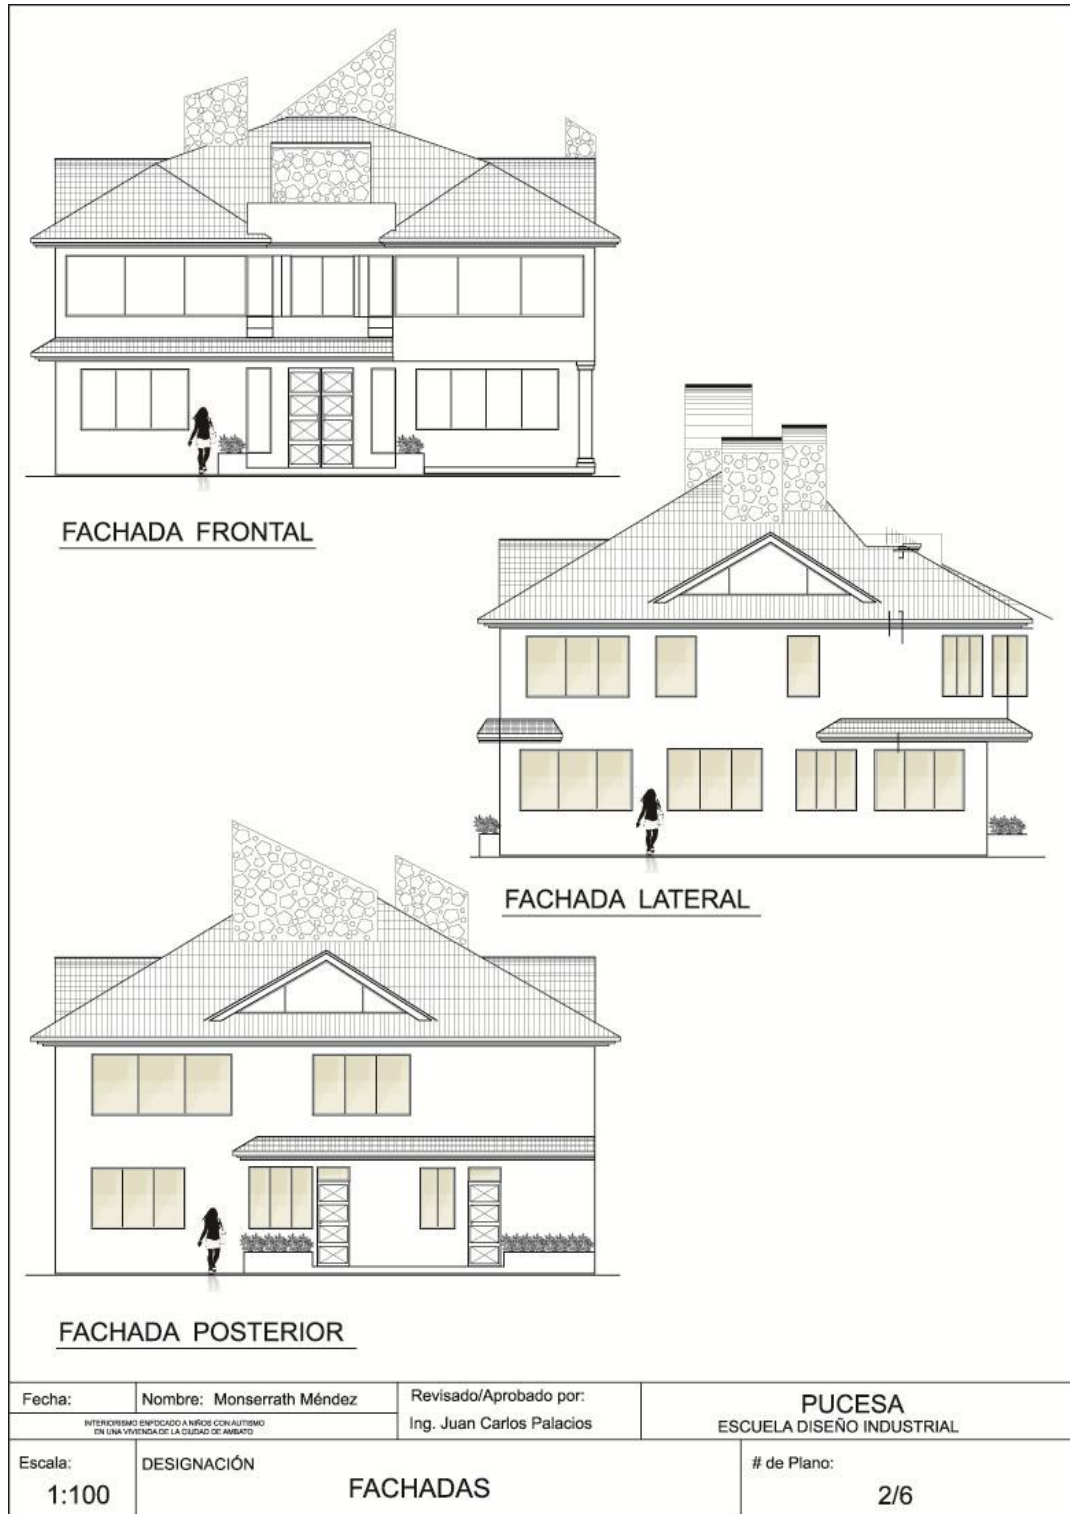 FACHADA FRONTAL
FACHADA LATERAL
FACHADA POSTERIOR
Fecha:
Nombre: Monserrath Méndez
INTERIORISMO ENFOCADO A NIÑOS CON AUTISMO
EN UNA VIVIENDA DE LA CIUDAD DE AMBATO
Revisado/Aprobado por:
Ing. Juan Carlos Palacios
PUCESA
ESCUELA DISEÑO INDUSTRIAL
Escala:
1:100
DESIGNACIÓN
FACHADAS
# de Plano:
2/6